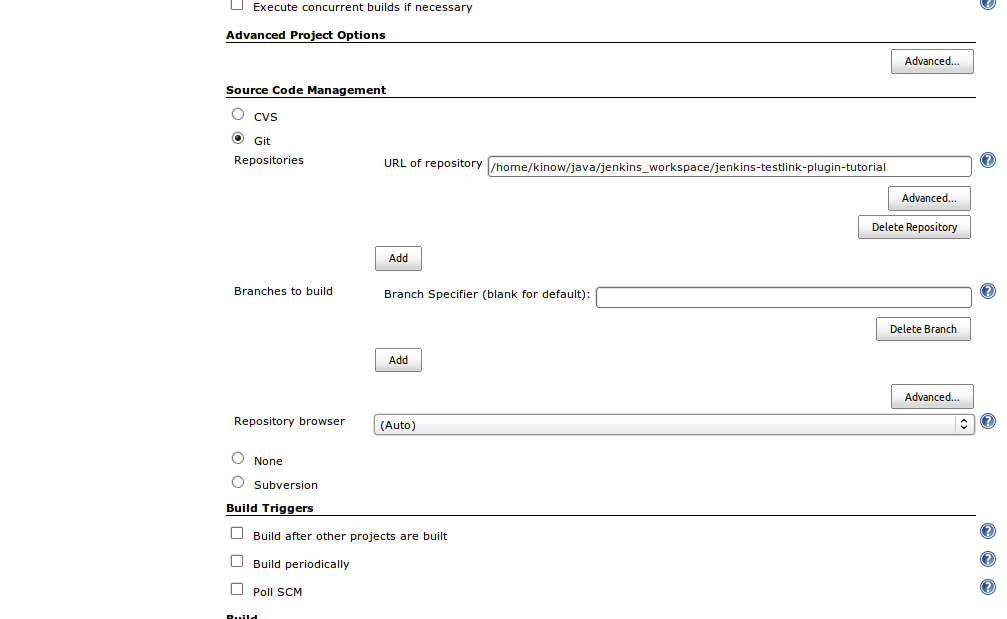 Execute concurrent builds if necessary
Advanced Project Options
Advanced...
Source Code Management
CVS
Git
Repositories
URL of repository /home/kinow/java/jenkins_workspace/jenkins-testlink-plugin-tutorial
Advanced...
Delete Repository
Add
Branches to build
Branch Specifier (blank for default):
Delete Branch
Add
Advanced...
Repository browser
(Auto)
None
Subversion
Build Triggers
Build after other projects are built
Build periodically
Poll SCM
Build